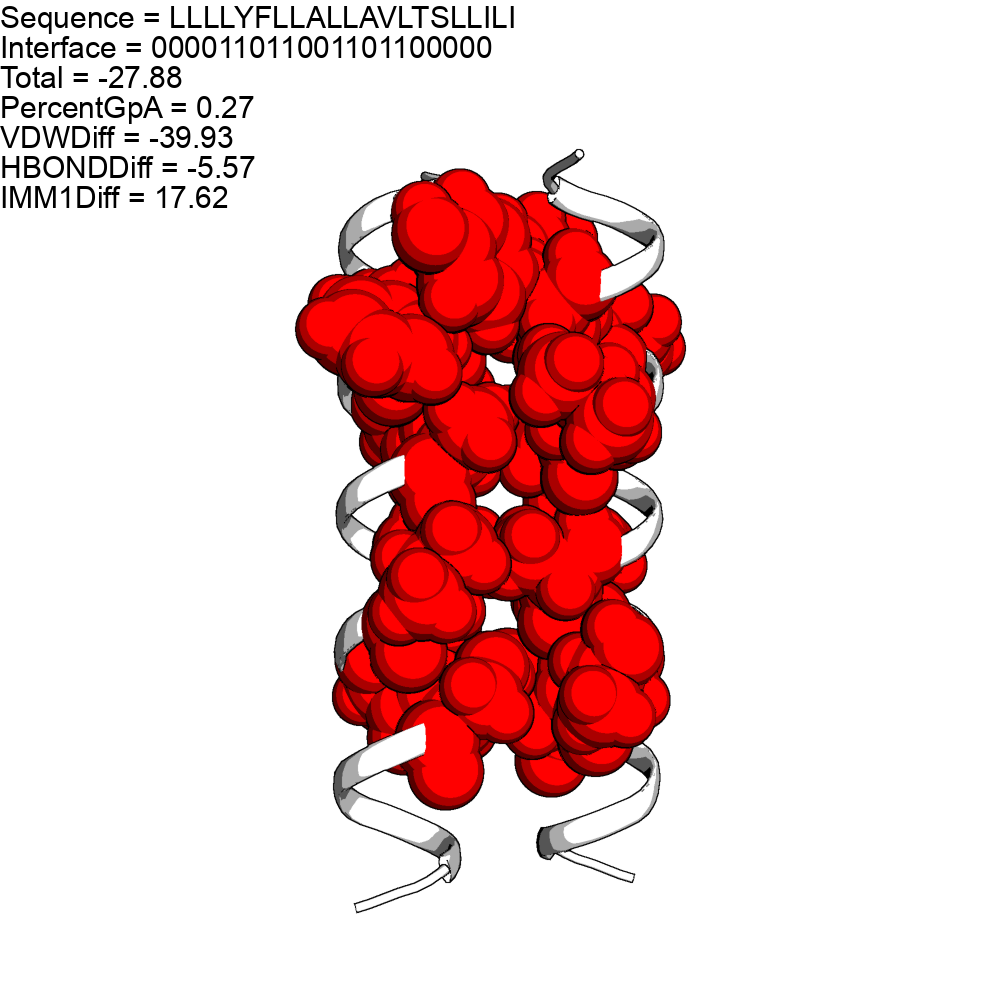 Sequence = LLLLYFLLALLAVLTSLLILI
Interface = 000011011001101100000
Total = -27.88
PercentGpA = 0.27
VDWDiff = -39.93
HBONDDiff = -5.57
IMM1Diff = 17.62